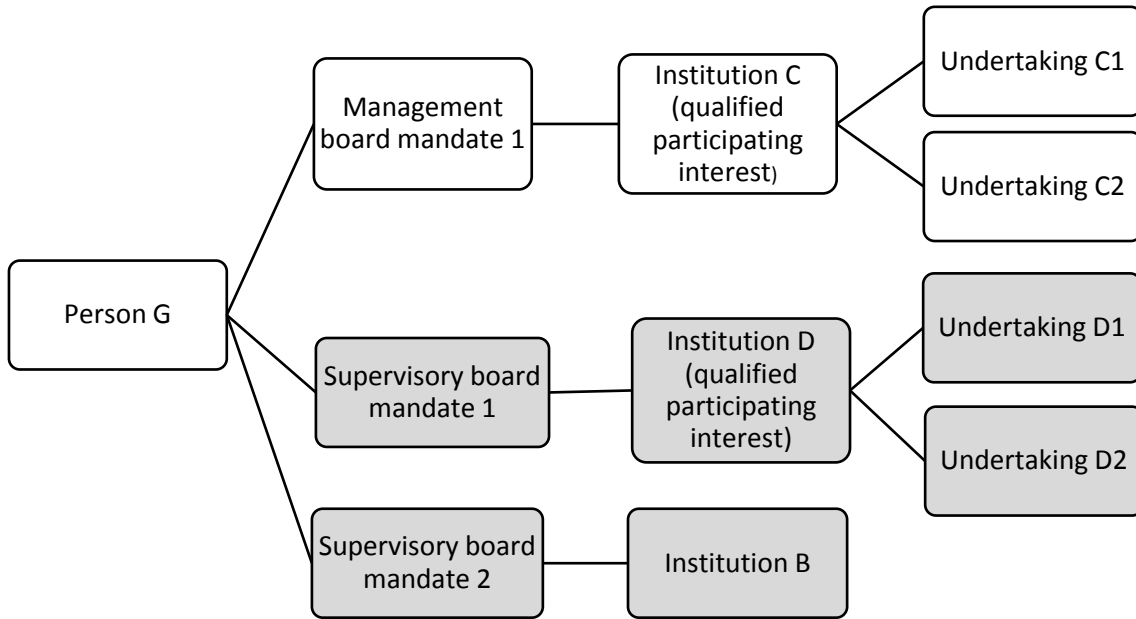 Person G
Management
board mandate 1
Institution C
(qualified
participating
interest)
Undertaking C1
Undertaking C2
Supervisory board
mandate 1
Institution D
(qualified
participating
interest)
Undertaking D1
Undertaking D2
Supervisory board
mandate 2
Institution B